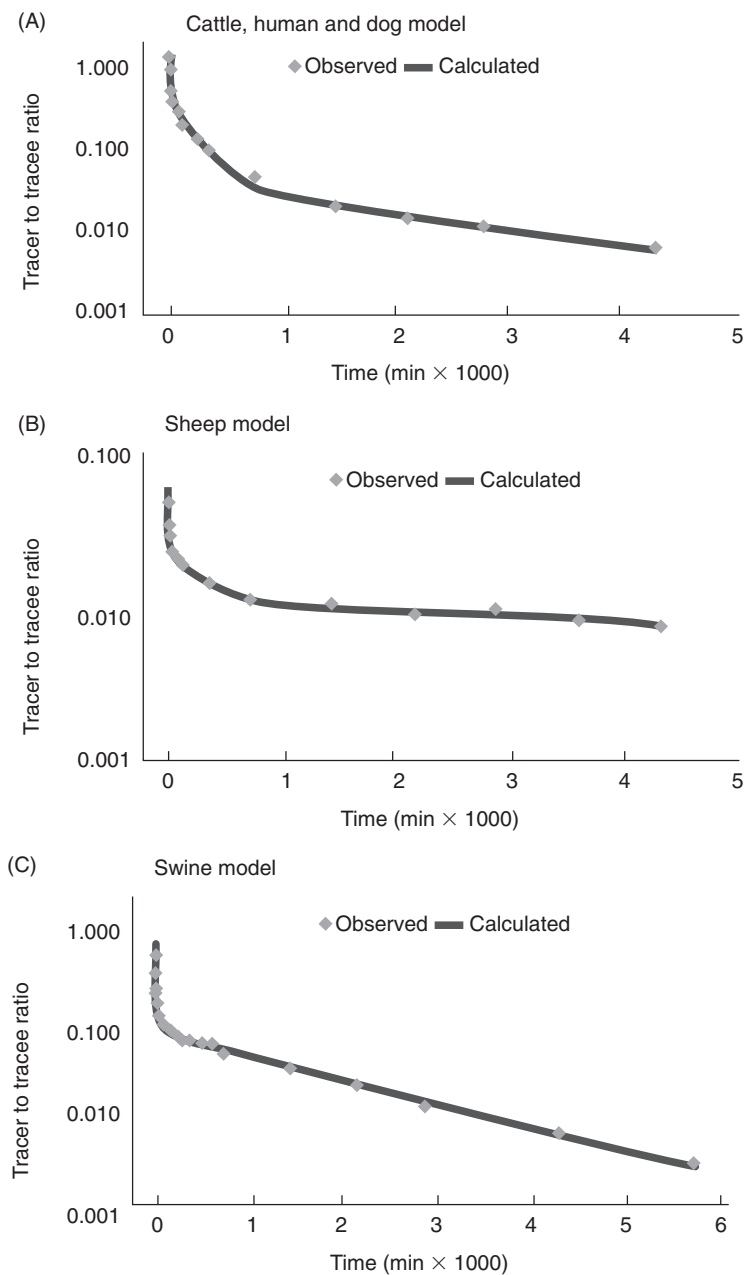 (A)
Cattle, human and dog model
Observed Calculated
Tracer to tracee ratio
1.000
0.100
0.010
0.001
0 1 2 3 4 5
Time (min × 1000)
(B)
Sheep model
Observed Calculated
Tracer to tracee ratio
0.100
0.010
0.001
0 1 2 3 4 5
Time (min × 1000)
(C)
Swine model
Observed Calculated
Tracer to tracee ratio
1.000
0.100
0.010
0.001
0 1 2 3 4 5 6
Time (min × 1000)